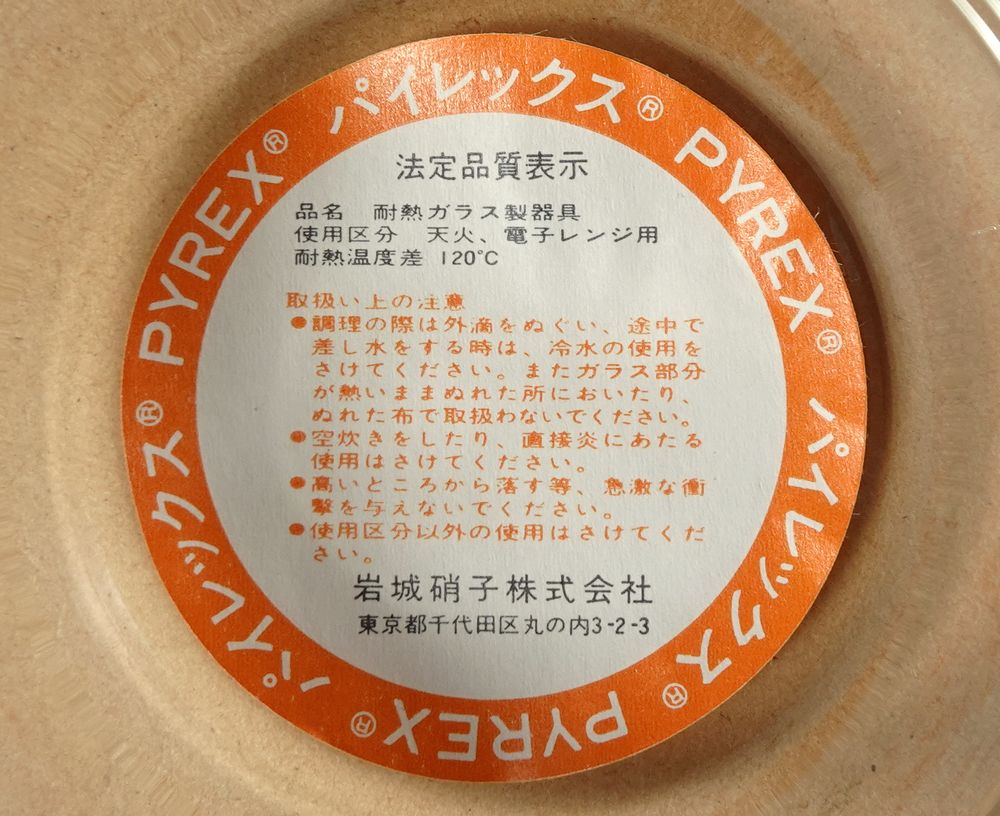 パイレックス® PYREX® パイレックス® PYREX® パイレックス® PYREX®
法定品質表示
品名 耐熱ガラス製器具
使用区分 天火、電子レンジ用
耐熱温度差 120°C
取扱い上の注意
●調理の際は外滴をぬぐい、途中で
差し水をする時は、冷水の使用を
さけてください。またガラス部分
が熱いままぬれた所においたり、
ぬれた布で取扱わないでください。
●空炊きをしたり、直接炎にあたる
使用はさけてください。
●高いところから落す等、急激な衝
撃を与えないでください。
●使用区分以外の使用はさけてくだ
さい。
岩城硝子株式会社
東京都千代田区丸の内3-2-3